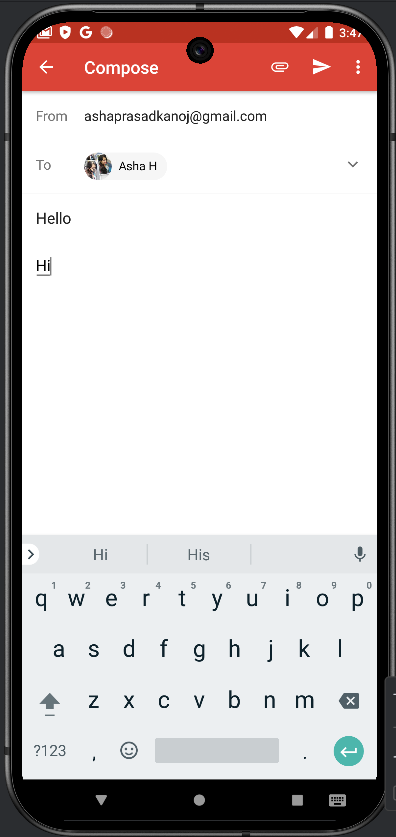 3:47
Compose
From ashaprasadkanoj@gmail.com
To Asha H
Hello
Hi
Hi His
1 2 3 4 5 6 7 8 9 0
q w e r t y u i o p
a s d f g h j k l
z x c v b n m
?123 , .